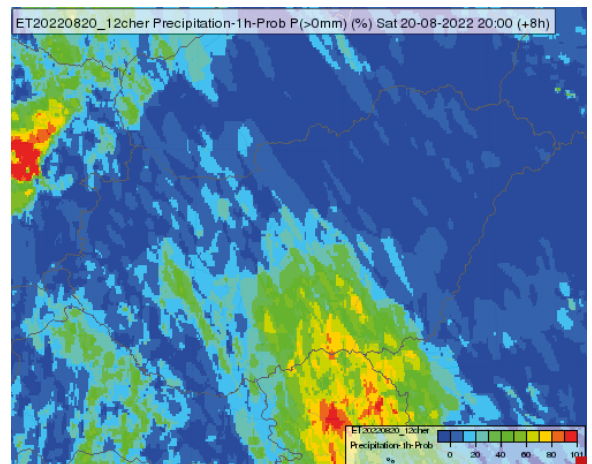 ET20220820_12cher Precipitation-1h-Prob P(>0mm) (%) Sat 20-08-2022 20:00 (+8h)
ET20220820_12cher
Precipitation-1h-Prob
%
0 20 40 60 80 101